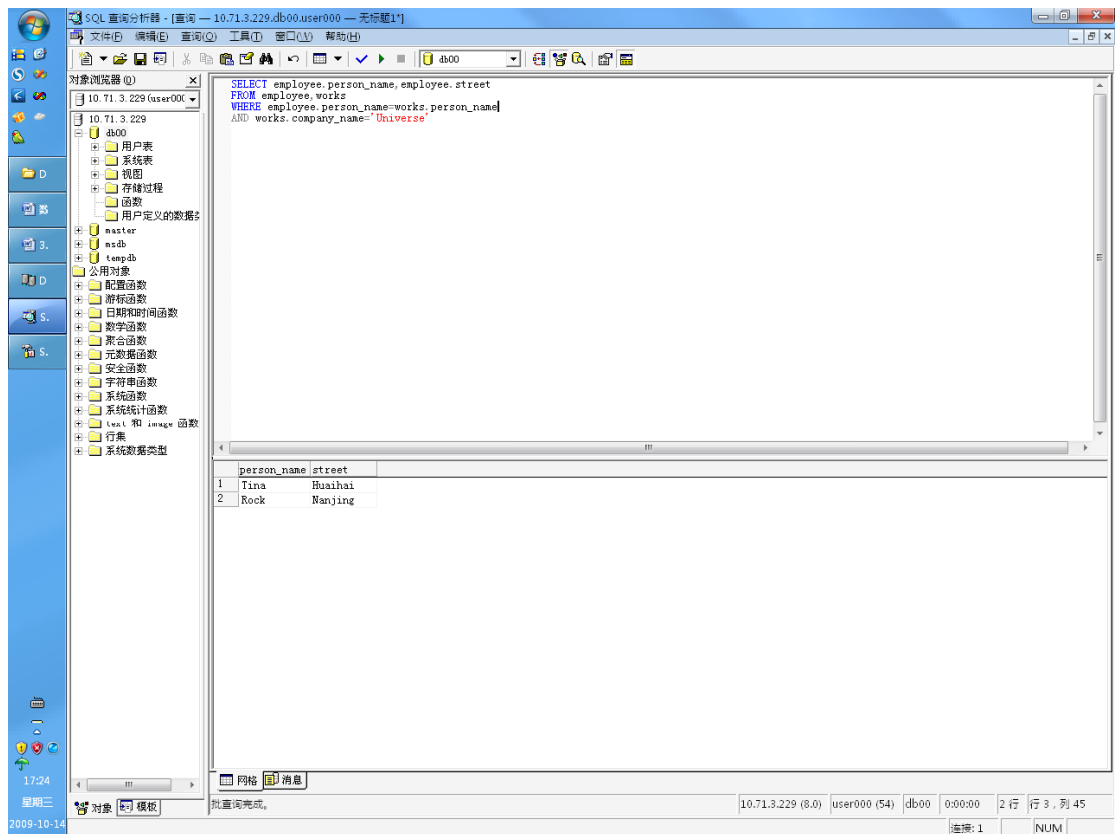 SQL 查询分析器 - [查询 — 10.71.3.229.db00.user000 — 无标题1*]
文件(F) 编辑(E) 查询(Q) 工具(T) 窗口(W) 帮助(H)
db00
对象浏览器(J)
10.71.3.229(user000
10.71.3.229
db00
用户表
系统表
视图
存储过程
函数
用户定义的数据类
master
msdb
tempdb
公用对象
配置函数
游标函数
日期和时间函数
数学函数
聚合函数
元数据函数
安全函数
字符串函数
系统函数
系统统计函数
text 和 image 函数
行集
系统数据类型
对象
模板
SELECT employee.person_name,employee.street
FROM employee,works
WHERE employee.person_name=works.person_name
AND works.company_name='Universe'
person_name street
1 Tina Huaihai
2 Rock Nanjing
网格
消息
批查询完成。 10.71.3.229 (8.0) user000 (54) db00 0:00:00 2 行 行 3 , 列 45
连接: 1 NUM
D
3.
D
S.
S.
17:24
星期三
2009-10-14